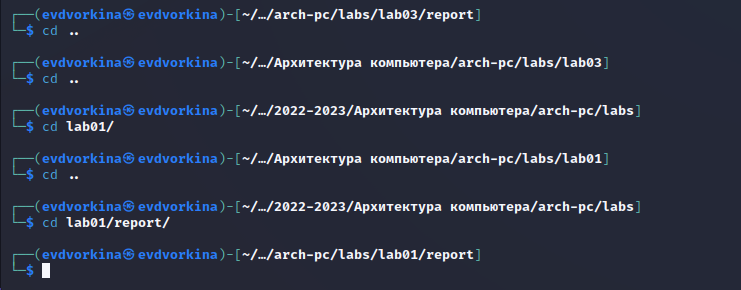 ┌──(evdvorkina㉿evdvorkina)-[~/…/arch-pc/labs/lab03/report]
└─$ cd ..
┌──(evdvorkina㉿evdvorkina)-[~/…/Архитектура компьютера/arch-pc/labs/lab03]
└─$ cd ..
┌──(evdvorkina㉿evdvorkina)-[~/…/2022-2023/Архитектура компьютера/arch-pc/labs]
└─$ cd lab01/
┌──(evdvorkina㉿evdvorkina)-[~/…/Архитектура компьютера/arch-pc/labs/lab01]
└─$ cd ..
┌──(evdvorkina㉿evdvorkina)-[~/…/2022-2023/Архитектура компьютера/arch-pc/labs]
└─$ cd lab01/report/
┌──(evdvorkina㉿evdvorkina)-[~/…/arch-pc/labs/lab01/report]
└─$